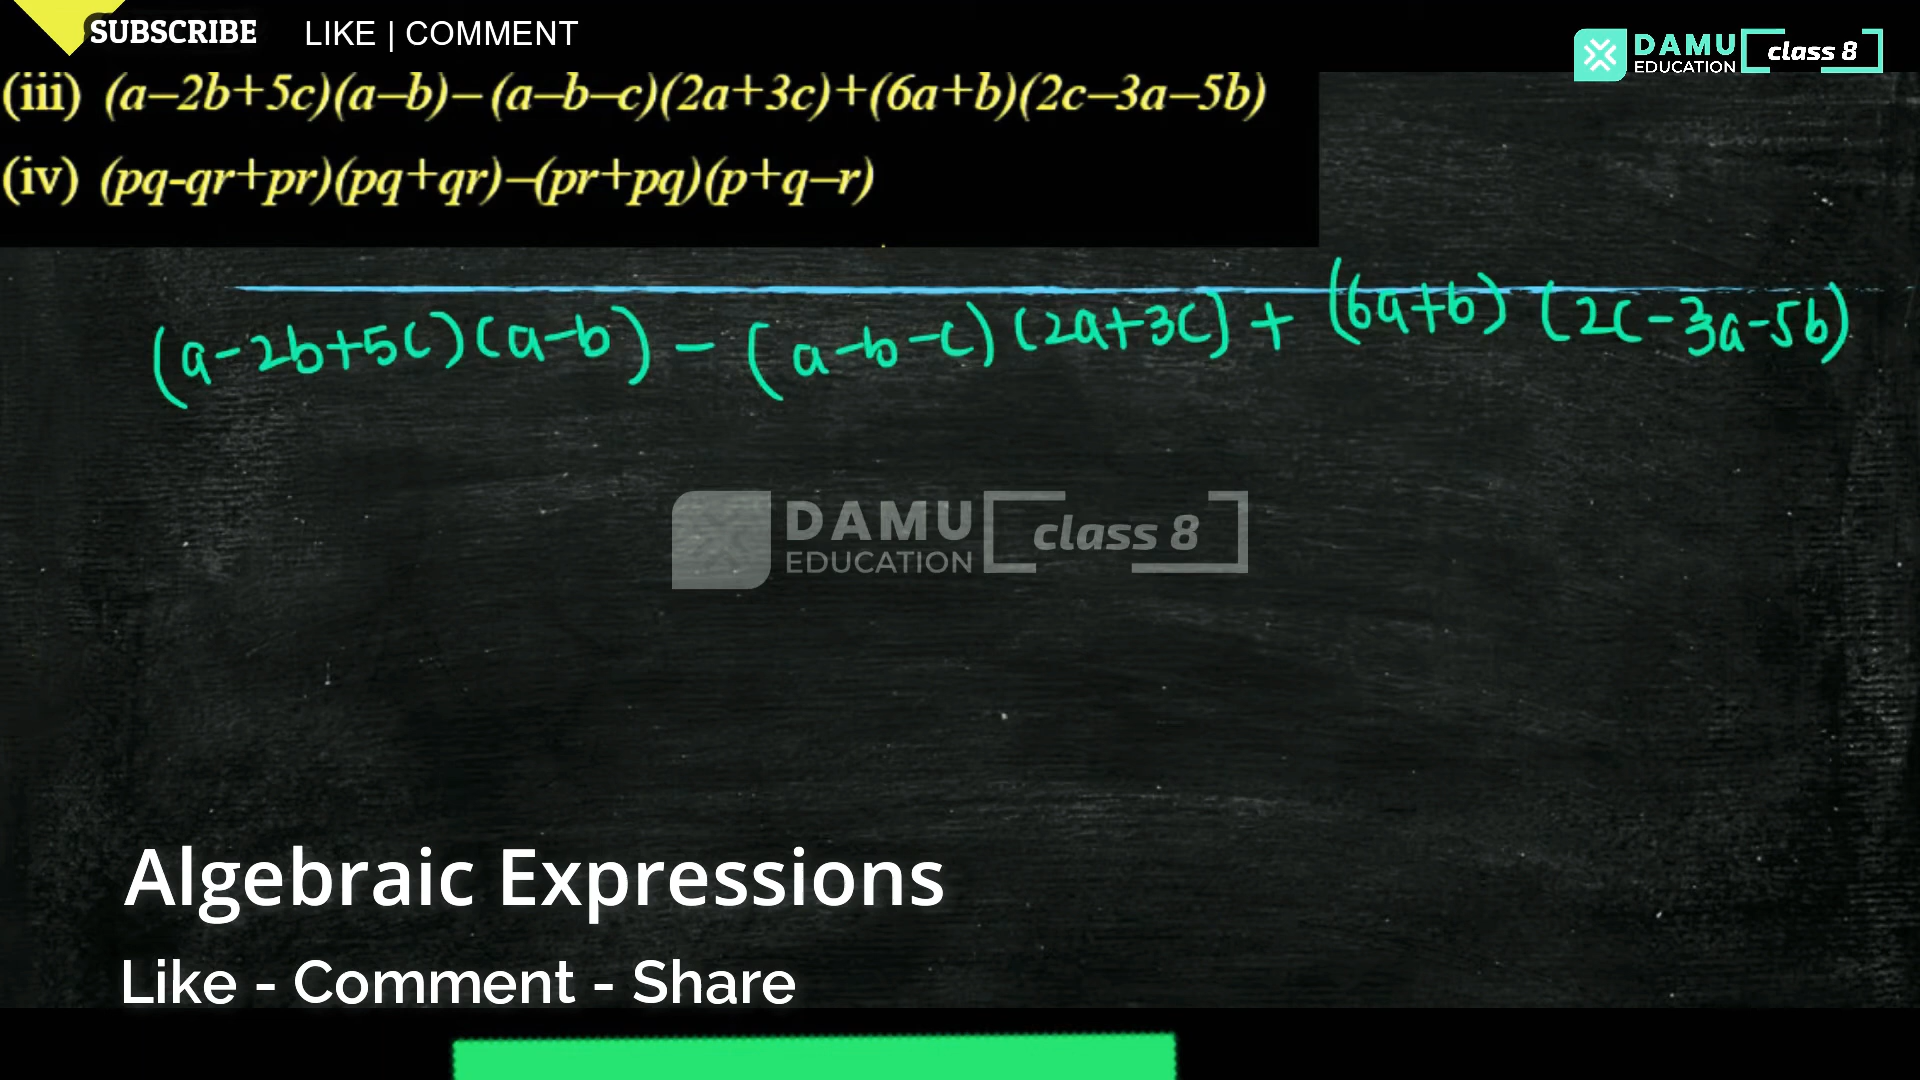 SUBSCRIBE LIKE | COMMENT
DAMU EDUCATION class 8
(iii) (a–2b+5c)(a–b)–(a–b–c)(2a+3c)+(6a+b)(2c–3a–5b)
(iv) (pq-qr+pr)(pq+qr)–(pr+pq)(p+q–r)
(a-2b+5c)(a-b) - (a-b-c)(2a+3c) + (6a+b) (2c-3a-5b)
DAMU EDUCATION class 8
Algebraic Expressions
Like - Comment - Share